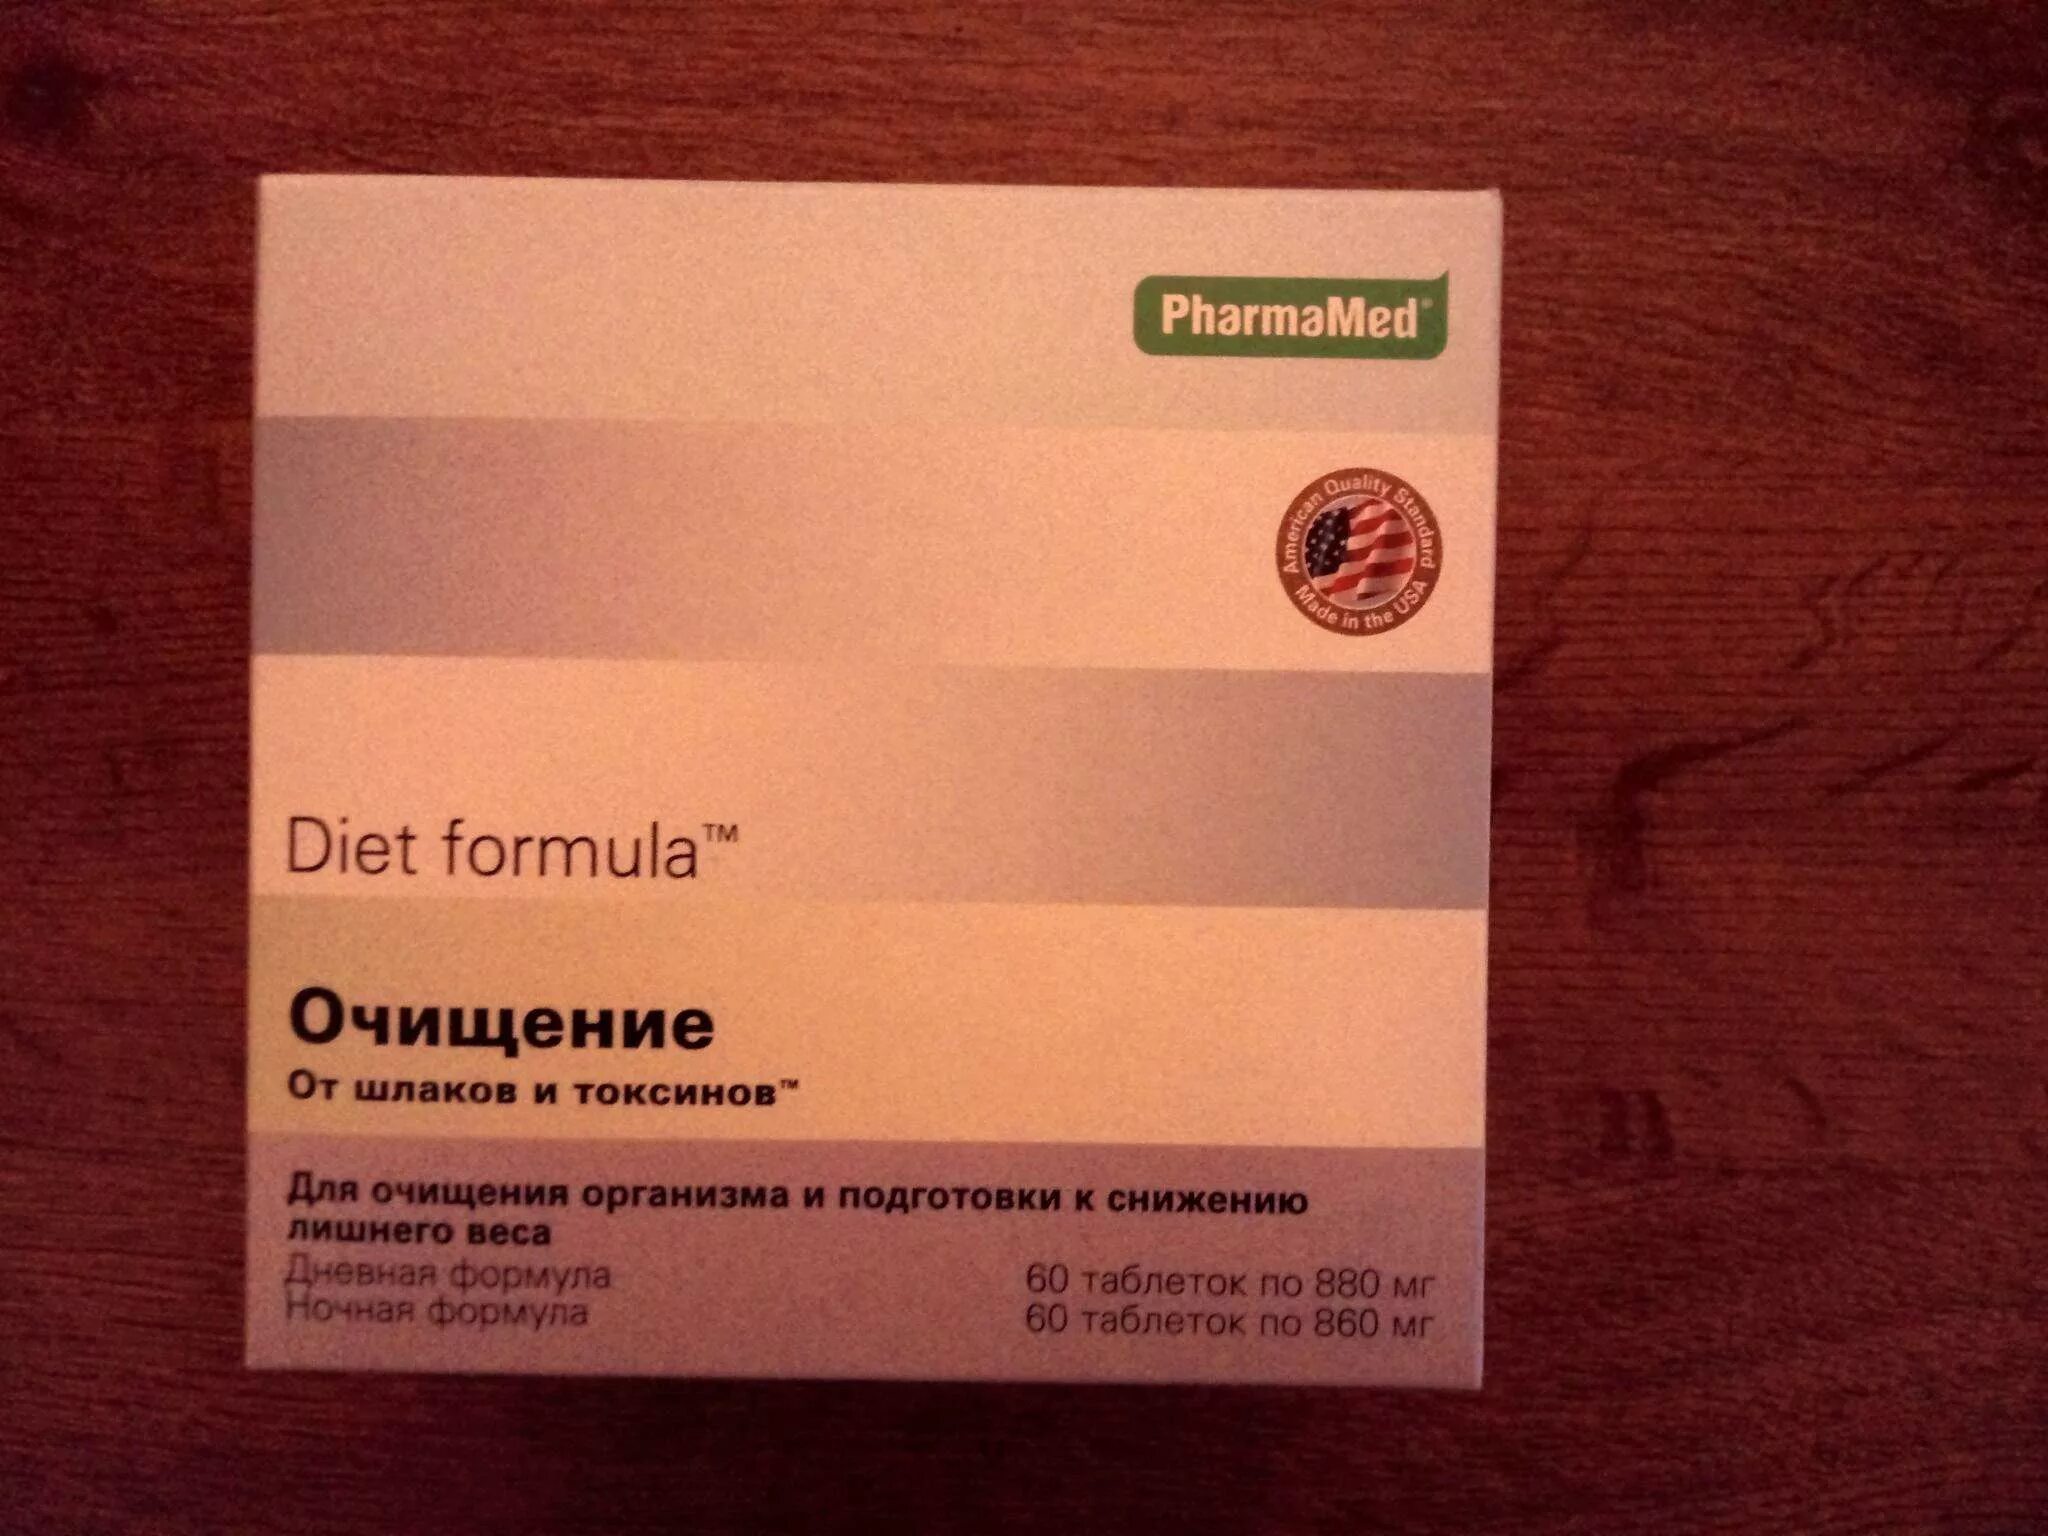 PharmaMed®
American Quality Standard
Made in the USA
Diet formula™
Очищение
От шлаков и токсинов™
Для очищения организма и подготовки к снижению
лишнего веса
Дневная формула 60 таблеток по 880 мг
Ночная формула 60 таблеток по 860 мг